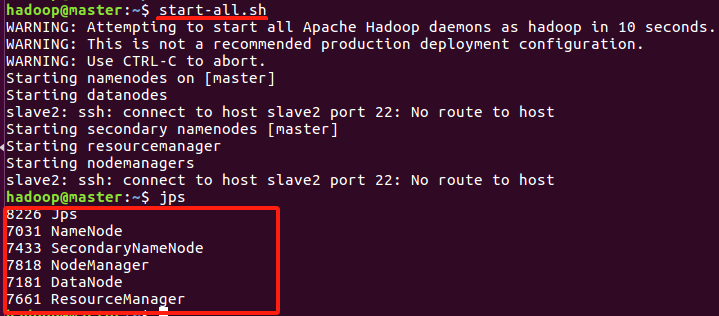 hadoop@master:~$ start-all.sh
WARNING: Attempting to start all Apache Hadoop daemons as hadoop in 10 seconds.
WARNING: This is not a recommended production deployment configuration.
WARNING: Use CTRL-C to abort.
Starting namenodes on [master]
Starting datanodes
slave2: ssh: connect to host slave2 port 22: No route to host
Starting secondary namenodes [master]
Starting resourcemanager
Starting nodemanagers
slave2: ssh: connect to host slave2 port 22: No route to host
hadoop@master:~$ jps
8226 Jps
7031 NameNode
7433 SecondaryNameNode
7818 NodeManager
7181 DataNode
7661 ResourceManager